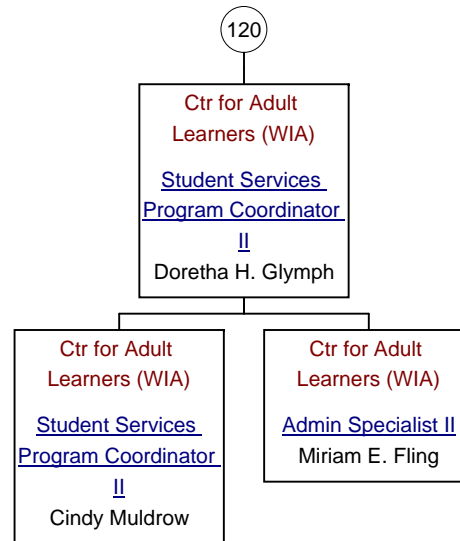 120
Ctr for Adult
Learners (WIA)
Student Services
Program Coordinator
II
Doretha H. Glymph
Ctr for Adult
Learners (WIA)
Student Services
Program Coordinator
II
Cindy Muldrow
Ctr for Adult
Learners (WIA)
Admin Specialist II
Miriam E. Fling